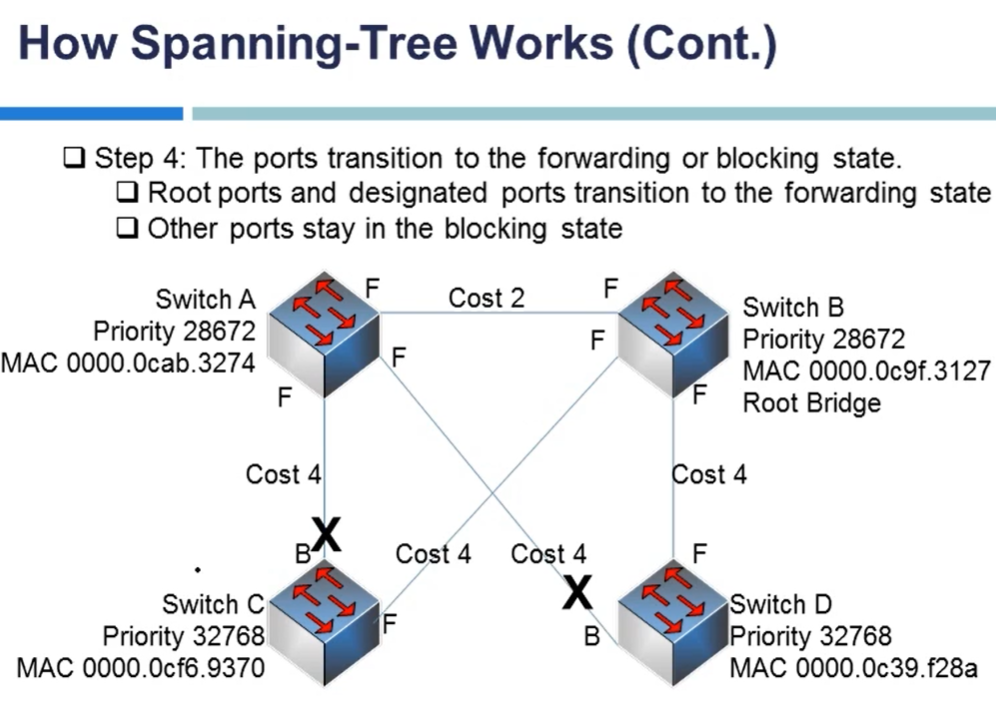 How Spanning-Tree Works (Cont.)
Step 4: The ports transition to the forwarding or blocking state.
Root ports and designated ports transition to the forwarding state
Other ports stay in the blocking state
Switch A
Priority 28672
MAC 0000.0cab.3274
F
Cost 2
F
Switch B
Priority 28672
MAC 0000.0c9f.3127
Root Bridge
F
F
F
F
Cost 4
Cost 4
X
B
Cost 4
Cost 4
F
X
Switch C
Priority 32768
MAC 0000.0cf6.9370
F
B
Switch D
Priority 32768
MAC 0000.0c39.f28a